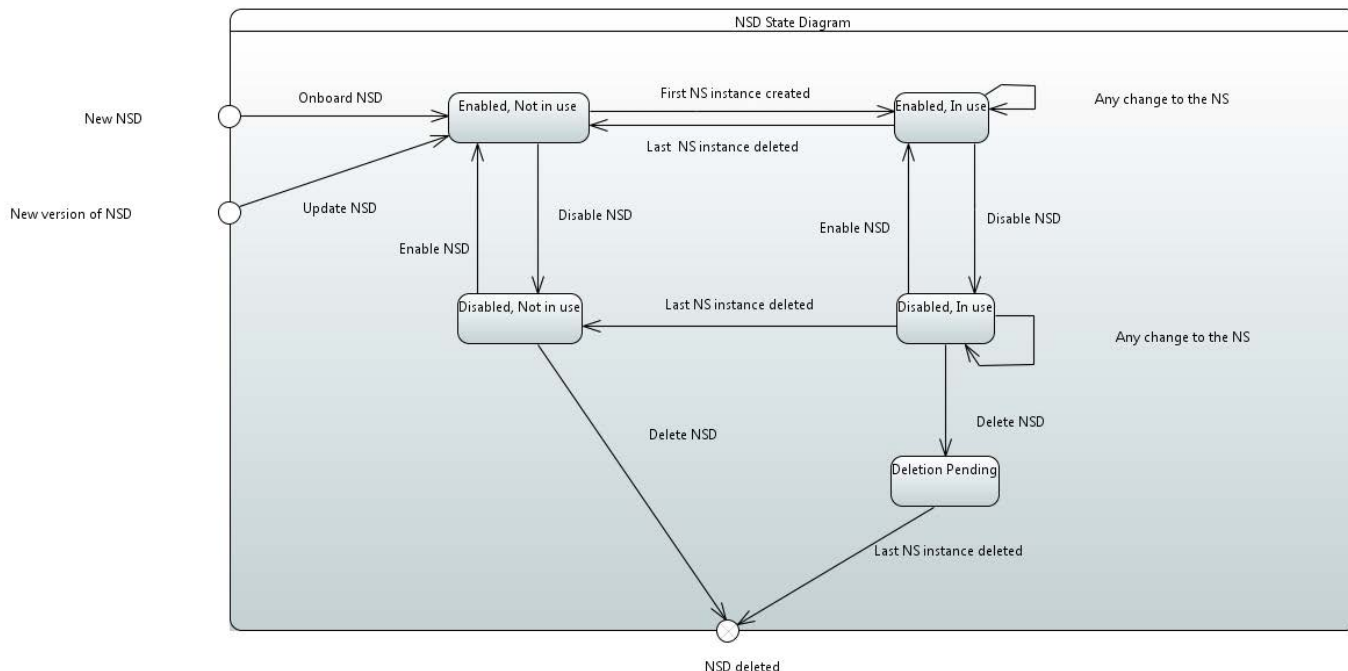 NSD State Diagram
New NSD
Onboard NSD
Enabled, Not in use
First NS instance created
Enabled, In use
Any change to the NS
Last NS instance deleted
New version of NSD
Update NSD
Disable NSD
Enable NSD
Enable NSD
Disable NSD
Disabled, Not in use
Last NS instance deleted
Disabled, In use
Any change to the NS
Delete NSD
Delete NSD
Deletion Pending
Last NS instance deleted
NSD deleted